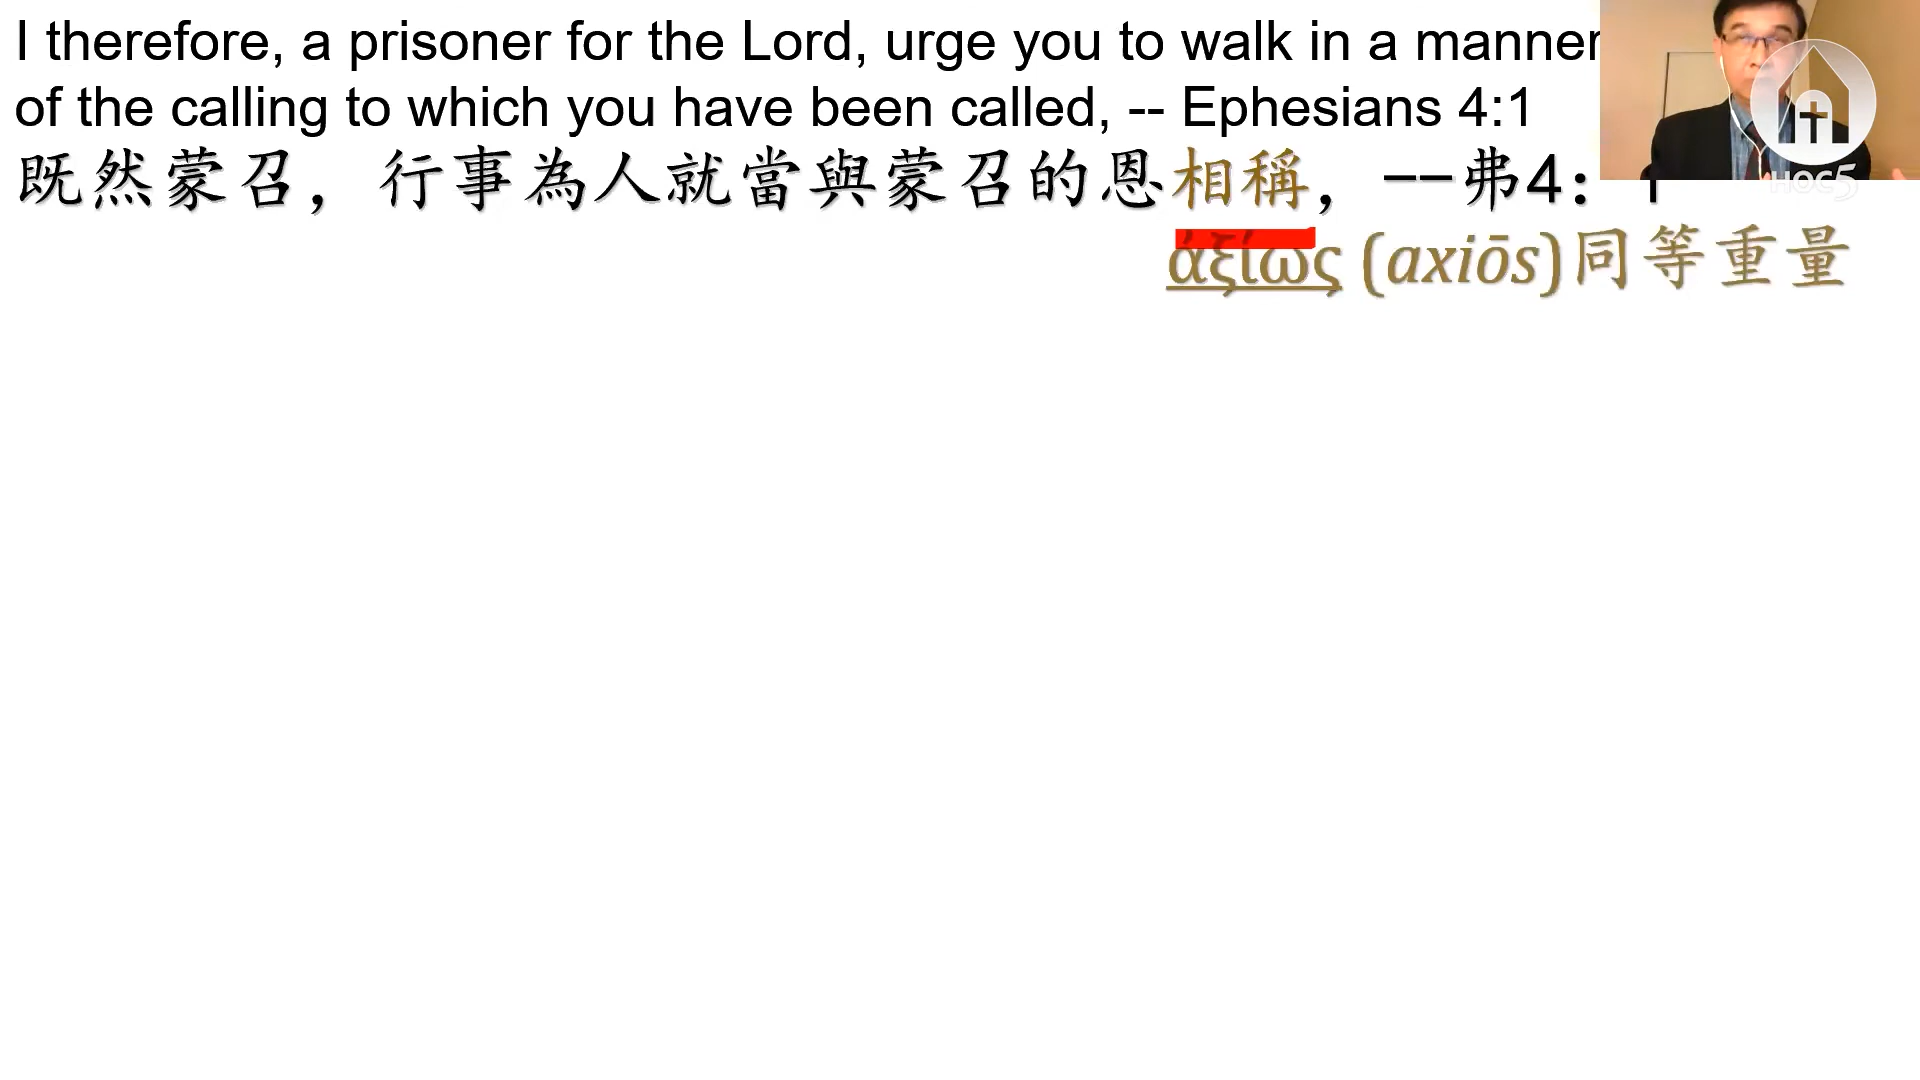 I therefore, a prisoner for the Lord, urge you to walk in a manner
of the calling to which you have been called, -- Ephesians 4:1
既然蒙召，行事為人就當與蒙召的恩相稱，--弗4：1
ἀξίως (axiōs)同等重量
HOC5